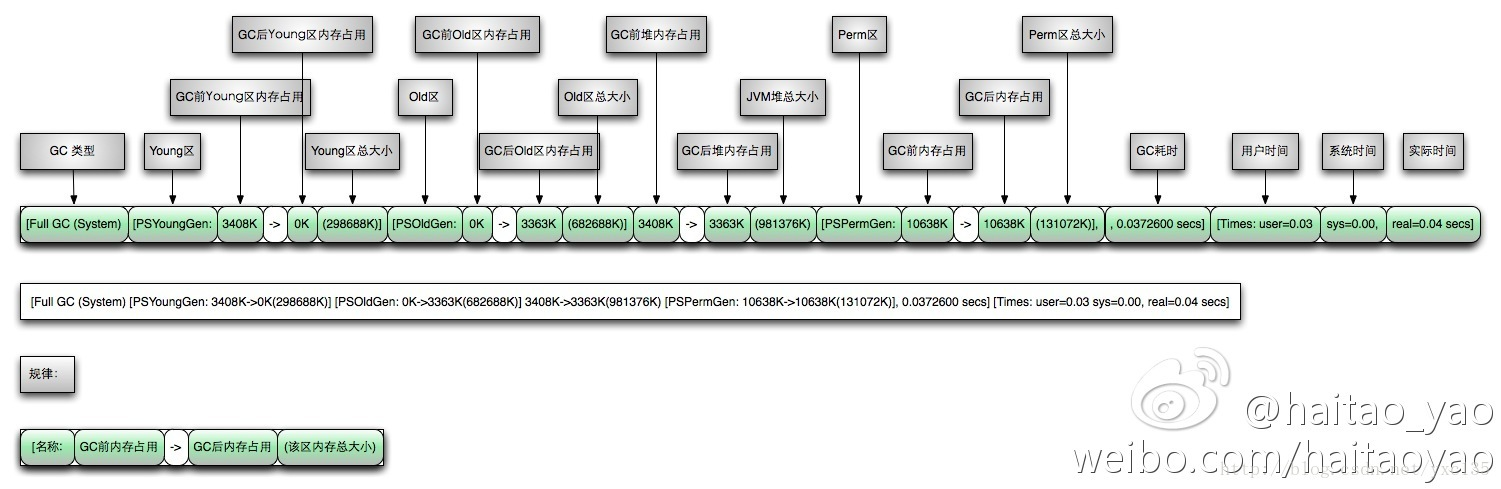 GC后Young区内存占用 GC前Old区内存占用 GC前堆内存占用 Perm区 Perm区总大小
GC前Young区内存占用 Old区 Old区总大小 JVM堆总大小 GC后内存占用
GC 类型 Young区 Young区总大小 GC后Old区内存占用 GC后堆内存占用 GC前内存占用 GC耗时 用户时间 系统时间 实际时间
[Full GC (System) [PSYoungGen: 3408K -> 0K (298688K)] [PSOldGen: 0K -> 3363K (682688K)] 3408K -> 3363K (981376K) [PSPermGen: 10638K -> 10638K (131072K)], , 0.0372600 secs] [Times: user=0.03 sys=0.00, real=0.04 secs]
[Full GC (System) [PSYoungGen: 3408K->0K(298688K)] [PSOldGen: 0K->3363K(682688K)] 3408K->3363K(981376K) [PSPermGen: 10638K->10638K(131072K)], 0.0372600 secs] [Times: user=0.03 sys=0.00, real=0.04 secs]
规律：
[名称: GC前内存占用 -> GC后内存占用 (该区内存总大小)
@haitao_yao
weibo.com/haitaoyao